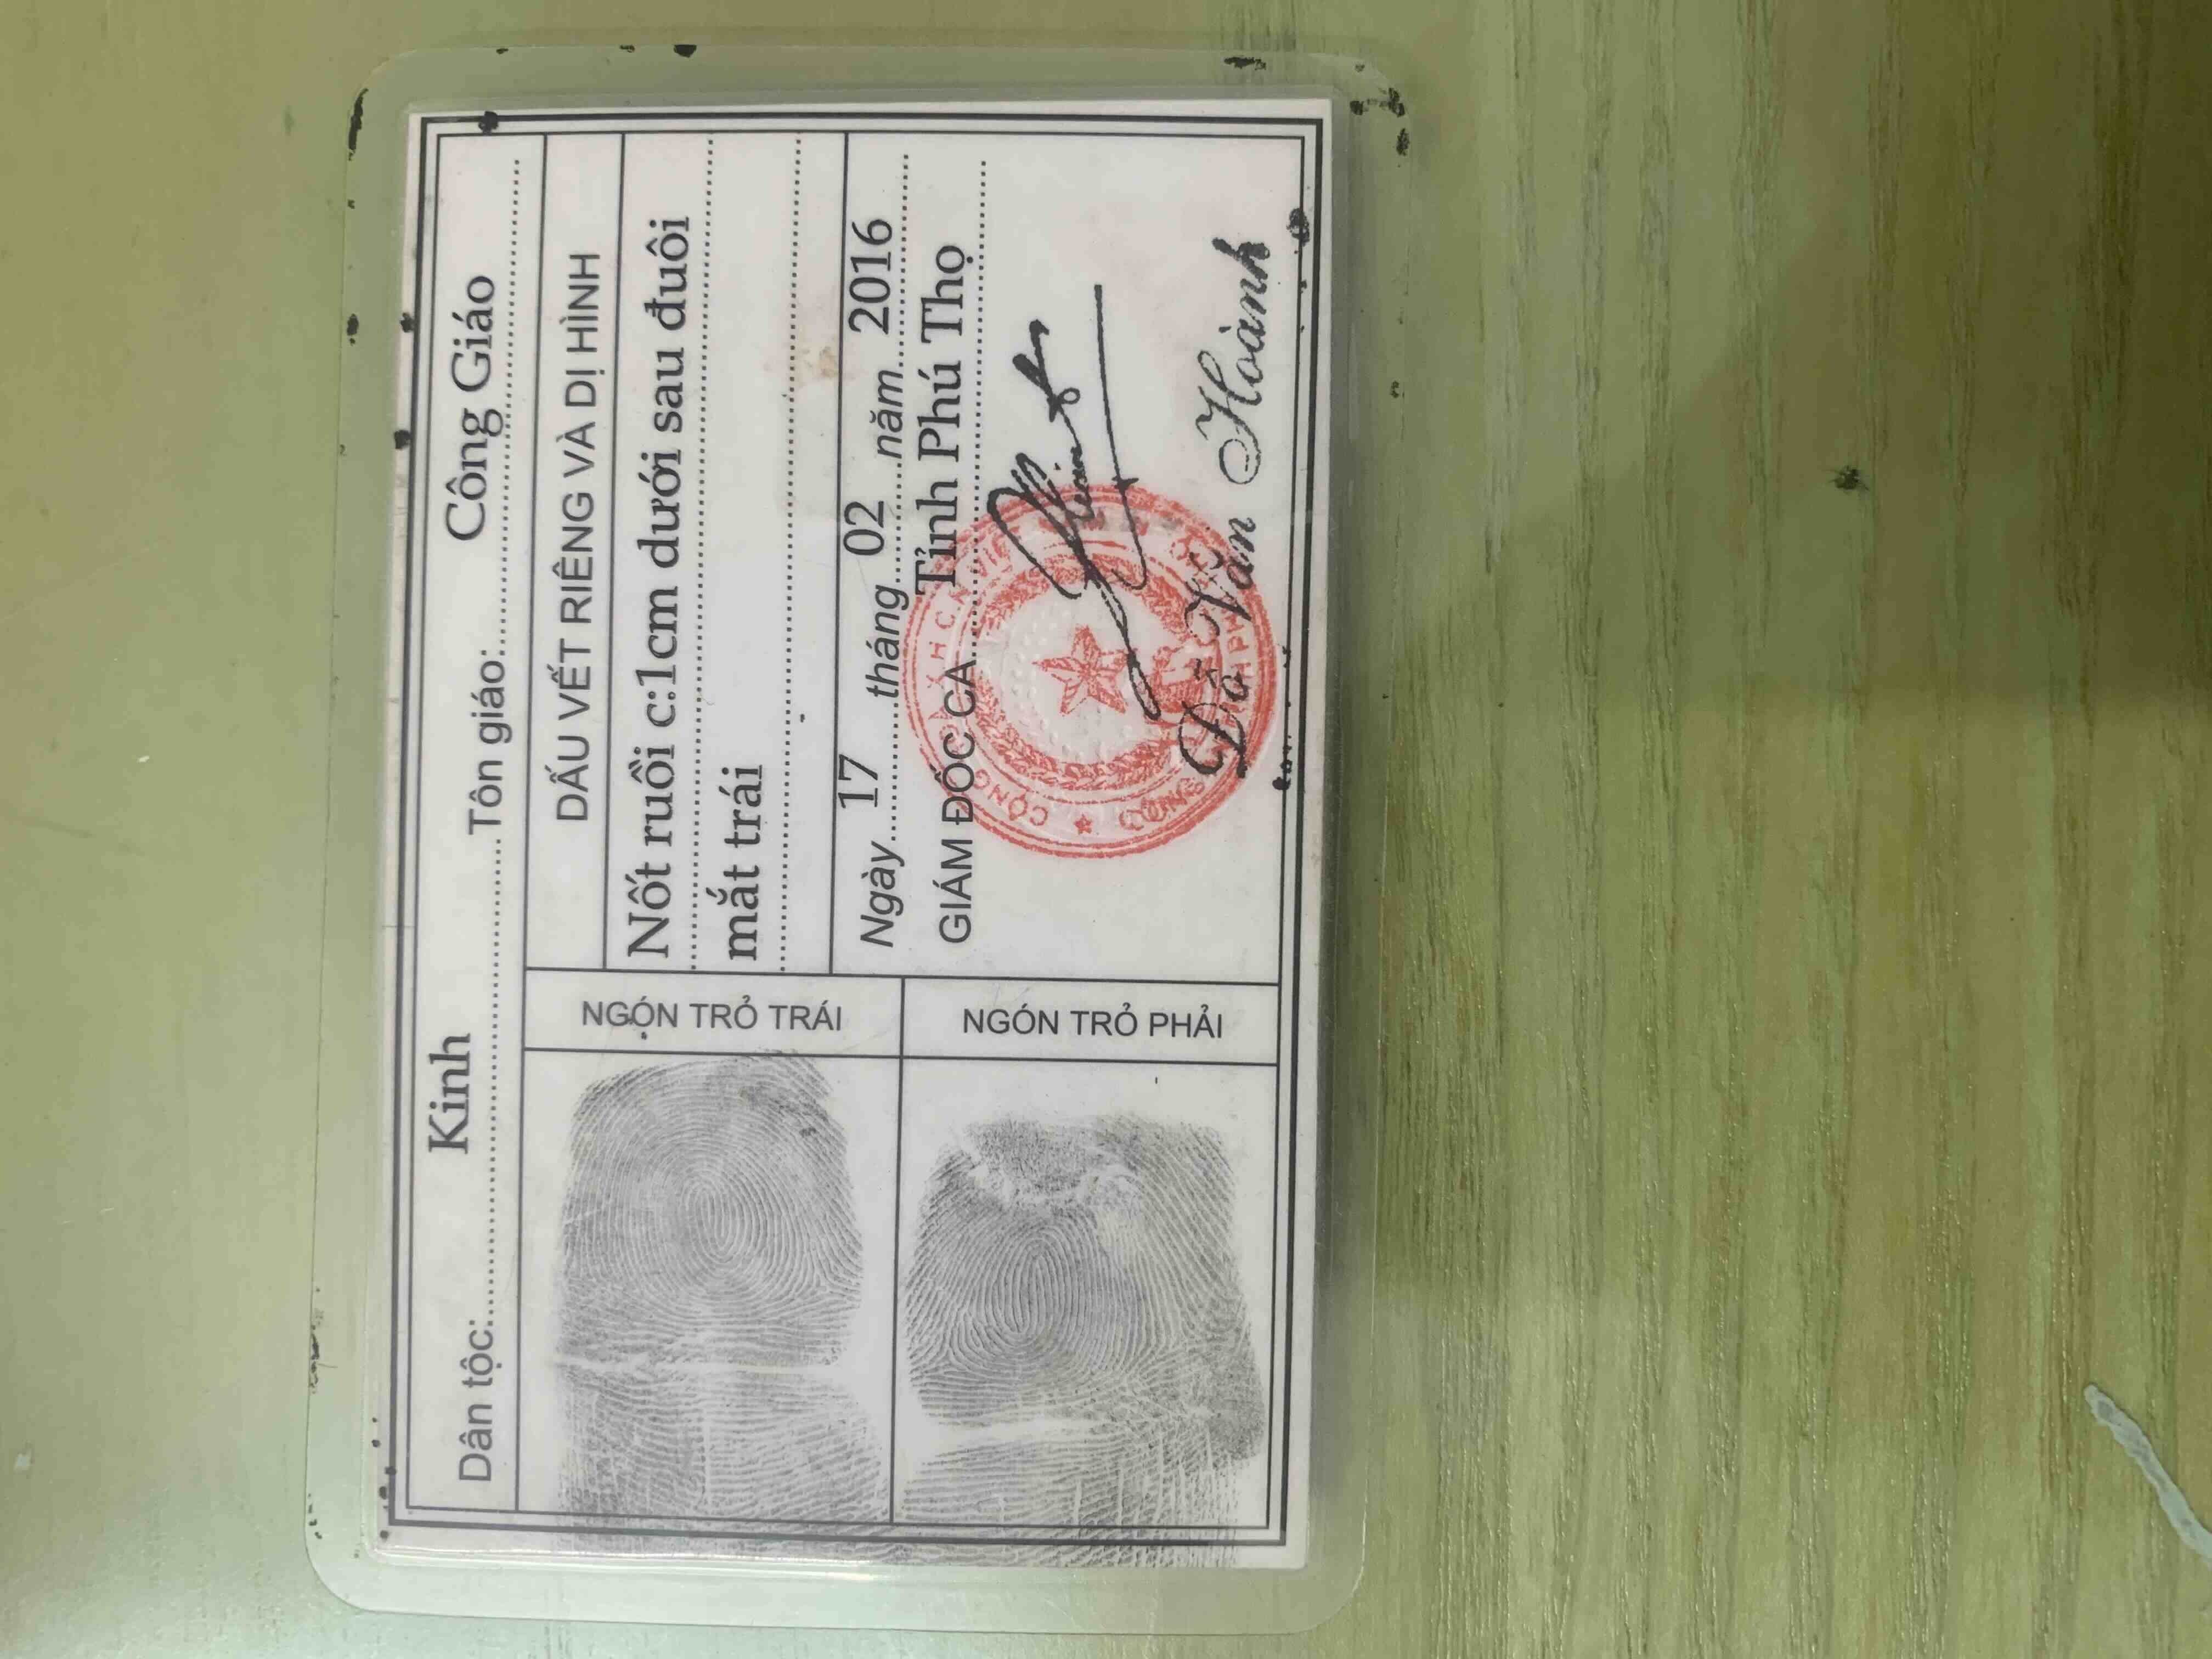 Dân tộc: Kinh Tôn giáo: Công Giáo
NGÓN TRỎ TRÁI
NGÓN TRỎ PHẢI
DẤU VẾT RIÊNG VÀ DỊ HÌNH
Nốt ruồi c:1cm dưới sau đuôi
mắt trái
Ngày 17 tháng 02 năm 2016
GIÁM ĐỐC CA Tỉnh Phú Thọ
Đỗ Văn Hoành